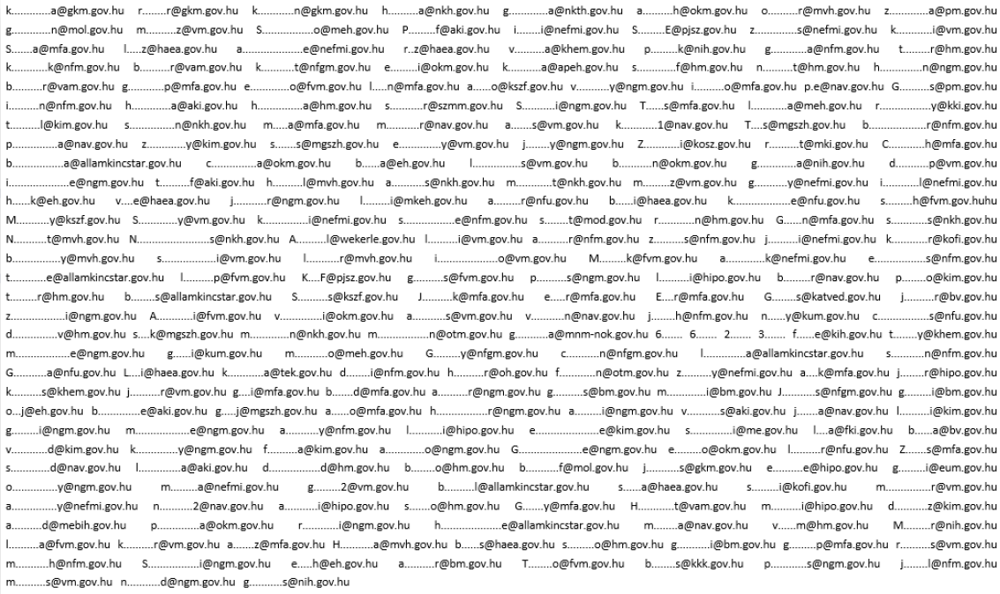 k.............a@gkm.gov.hu r........r@gkm.gov.hu k..........n@gkm.gov.hu h..........a@nkh.gov.hu g...........a@nkth.gov.hu a...........h@okm.gov.hu o.........r@mvh.gov.hu z...........a@pm.gov.hu
g............n@mol.gov.hu m.........z@vm.gov.hu S...............o@meh.gov.hu P........f@aki.gov.hu i......i@nefmi.gov.hu S........E@pjsz.gov.hu z..........s@nefmi.gov.hu k..........i@vm.gov.hu
S.......a@mfa.gov.hu l.....z@haea.gov.hu a..................e@nefmi.gov.hu r..z@haea.gov.hu v.........a@khem.gov.hu p.........k@nih.gov.hu g...........a@nfm.gov.hu t........r@hm.gov.hu
k...........k@nfm.gov.hu b.........r@vam.gov.hu k..........t@nfgm.gov.hu e.........i@okm.gov.hu k.........a@apeh.gov.hu s............f@hm.gov.hu n.......t@hm.gov.hu h............n@ngm.gov.hu
b..........r@vam.gov.hu g..........p@mfa.gov.hu e...........o@fvm.gov.hu l....n@mfa.gov.hu a......o@kszf.gov.hu v.........y@ngm.gov.hu i.........o@mfa.gov.hu p.e@nav.gov.hu G.........s@pm.gov.hu
i.........n@nfm.gov.hu h...........a@aki.gov.hu h............a@hm.gov.hu s.........r@szmm.gov.hu S..........i@ngm.gov.hu T......s@mfa.gov.hu l...........a@meh.gov.hu r...............y@kki.gov.hu
t.........l@kim.gov.hu s.............n@nkh.gov.hu m.....a@mfa.gov.hu m..........r@nav.gov.hu a......s@vm.gov.hu k.........1@nav.gov.hu T....s@mgszh.gov.hu b................r@nfm.gov.hu
p.............a@nav.gov.hu z...........y@kim.gov.hu s......s@mgszh.gov.hu e............y@vm.gov.hu j.......y@ngm.gov.hu Z.........i@kosz.gov.hu r.........t@mki.gov.hu C.........h@mfa.gov.hu
b..............a@allamkincstar.gov.hu c............a@okm.gov.hu b.....a@eh.gov.hu l..............s@vm.gov.hu b............n@okm.gov.hu g...........a@nih.gov.hu d.........p@vm.gov.hu
i.................e@ngm.gov.hu t........f@aki.gov.hu h.........l@mvh.gov.hu a.........s@nkh.gov.hu m..........t@nkh.gov.hu m.........z@vm.gov.hu g.........y@nefmi.gov.hu i.........l@nefmi.gov.hu
h.....k@eh.gov.hu v....e@haea.gov.hu j.........r@ngm.gov.hu l........i@mkeh.gov.hu a........r@nfu.gov.hu b.....i@haea.gov.hu k................e@nfu.gov.hu s........h@fvm.gov.huhu
M.........y@kszf.gov.hu S............y@vm.gov.hu k.............i@nefmi.gov.hu s...............e@nfm.gov.hu s......t@mod.gov.hu r..........n@hm.gov.hu G....n@mfa.gov.hu s.........s@nkh.gov.hu
N.........t@mvh.gov.hu N....................s@nkh.gov.hu A........l@wekerle.gov.hu l.........i@vm.gov.hu a........r@nfm.gov.hu z........s@nfm.gov.hu j........i@nefmi.gov.hu k..........r@kofi.gov.hu
b..............y@mvh.gov.hu s................i@vm.gov.hu l..........r@mvh.gov.hu i.................o@vm.gov.hu M........k@fvm.gov.hu a..........k@nefmi.gov.hu e...............s@nfm.gov.hu
t...........e@allamkincstar.gov.hu l.........p@fvm.gov.hu K....F@pjsz.gov.hu g.........s@fvm.gov.hu p.........s@ngm.gov.hu l........i@hipo.gov.hu b........r@nav.gov.hu p........o@kim.gov.hu
t........r@hm.gov.hu b.......s@allamkincstar.gov.hu S........s@kszf.gov.hu J.........k@mfa.gov.hu e.....r@mfa.gov.hu E....r@mfa.gov.hu G.......s@katved.gov.hu j.........r@bv.gov.hu
z................i@ngm.gov.hu A...........i@fvm.gov.hu v............i@okm.gov.hu a.........s@vm.gov.hu v.........n@nav.gov.hu j.......h@nfm.gov.hu n......y@kum.gov.hu c.............s@nfu.gov.hu
d..............v@hm.gov.hu s....k@mgszh.gov.hu m...........n@nkh.gov.hu m...............n@otm.gov.hu g..........a@mnm-nok.gov.hu 6....... 6....... 2....... 3....... f......e@kih.gov.hu t........y@khem.gov.hu
m...............e@ngm.gov.hu g......i@kum.gov.hu m..........o@meh.gov.hu G........y@nfgm.gov.hu c.........n@nfgm.gov.hu l............a@allamkincstar.gov.hu s..........n@nfm.gov.hu
G..........a@nfu.gov.hu L....i@haea.gov.hu k.........a@tek.gov.hu d........i@nfm.gov.hu h.........r@oh.gov.hu f...........n@otm.gov.hu z.........y@nefmi.gov.hu a....k@mfa.gov.hu j........r@hipo.gov.hu
k.........s@khem.gov.hu j........r@vm.gov.hu g....i@mfa.gov.hu b......d@mfa.gov.hu a........r@ngm.gov.hu g........s@bm.gov.hu m...........i@bm.gov.hu J.........s@nfgm.gov.hu g......i@bm.gov.hu
o...j@eh.gov.hu b..............e@aki.gov.hu g....j@mgszh.gov.hu a......o@mfa.gov.hu h...............r@ngm.gov.hu a.........i@ngm.gov.hu v..........s@aki.gov.hu j.......a@nav.gov.hu l.........i@kim.gov.hu
g.........i@ngm.gov.hu m................e@ngm.gov.hu a..........y@nfm.gov.hu l..........i@hipo.gov.hu e...................e@kim.gov.hu s............i@me.gov.hu l....a@fki.gov.hu b......a@bv.gov.hu
v...........d@kim.gov.hu k............y@ngm.gov.hu f.........a@kim.gov.hu a............o@ngm.gov.hu G...................e@ngm.gov.hu e......o@okm.gov.hu l.........r@nfu.gov.hu Z......s@mfa.gov.hu
s............d@nav.gov.hu l............a@aki.gov.hu d...............d@hm.gov.hu b.........o@hm.gov.hu b..........f@mol.gov.hu j........s@gkm.gov.hu e......e@hipo.gov.hu g.........i@eum.gov.hu
o.............y@ngm.gov.hu m........a@nefmi.gov.hu g........2@vm.gov.hu b.........l@allamkincstar.gov.hu s......a@haea.gov.hu s........i@kofi.gov.hu m.............r@vm.gov.hu
a.............y@nefmi.gov.hu n..........2@nav.gov.hu a.........i@hipo.gov.hu s......o@hm.gov.hu G.......y@mfa.gov.hu H...........t@vam.gov.hu m.........i@hipo.gov.hu d..........z@kim.gov.hu
a..........d@mebih.gov.hu p............a@okm.gov.hu r...........i@ngm.gov.hu h..................e@allamkincstar.gov.hu m.........a@nav.gov.hu v......m@hm.gov.hu M.........r@nih.gov.hu
l.........a@fvm.gov.hu k.........r@vm.gov.hu a.......z@mfa.gov.hu H..........a@mvh.gov.hu b......s@haea.gov.hu s........o@hm.gov.hu g.........i@bm.gov.hu g........p@mfa.gov.hu r.........s@vm.gov.hu
m..........h@nfm.gov.hu S...............i@ngm.gov.hu e.....h@eh.gov.hu a..........r@bm.gov.hu T........o@fvm.gov.hu b.......s@kkk.gov.hu p..........s@ngm.gov.hu j........l@nfm.gov.hu
m..........s@vm.gov.hu n..........d@ngm.gov.hu g...........s@nih.gov.hu